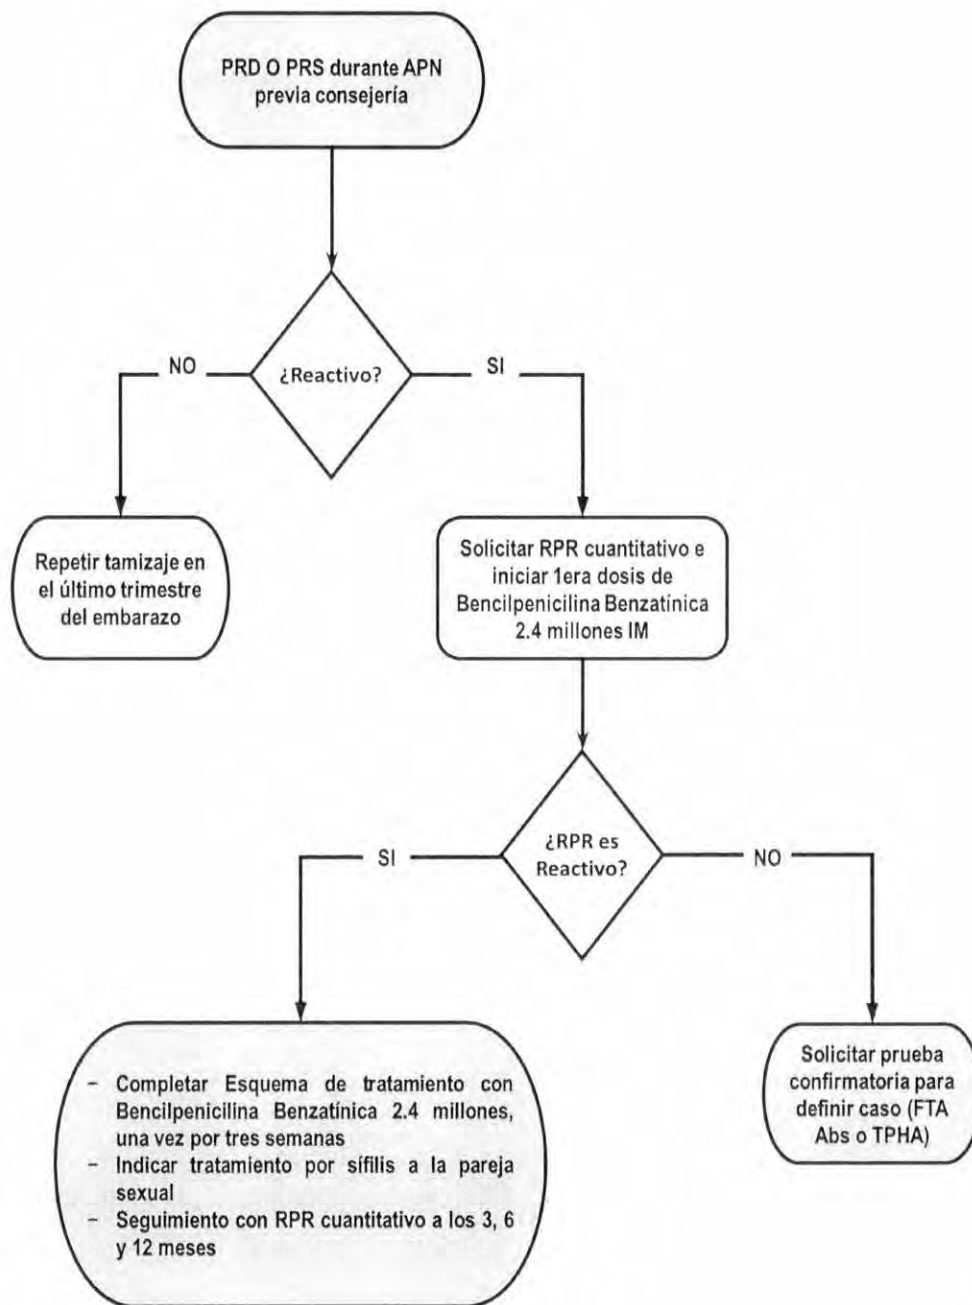 PRD O PRS durante APN
previa consejería
¿Reactivo?
NO
SI
Repetir tamizaje en
el último trimestre
del embarazo
Solicitar RPR cuantitativo e
iniciar 1era dosis de
Bencilpenicilina Benzatínica
2.4 millones IM
¿RPR es
Reactivo?
SI
NO
– Completar Esquema de tratamiento con
Bencilpenicilina Benzatínica 2.4 millones,
una vez por tres semanas
– Indicar tratamiento por sífilis a la pareja
sexual
– Seguimiento con RPR cuantitativo a los 3, 6
y 12 meses
Solicitar prueba
confirmatoria para
definir caso (FTA
Abs o TPHA)